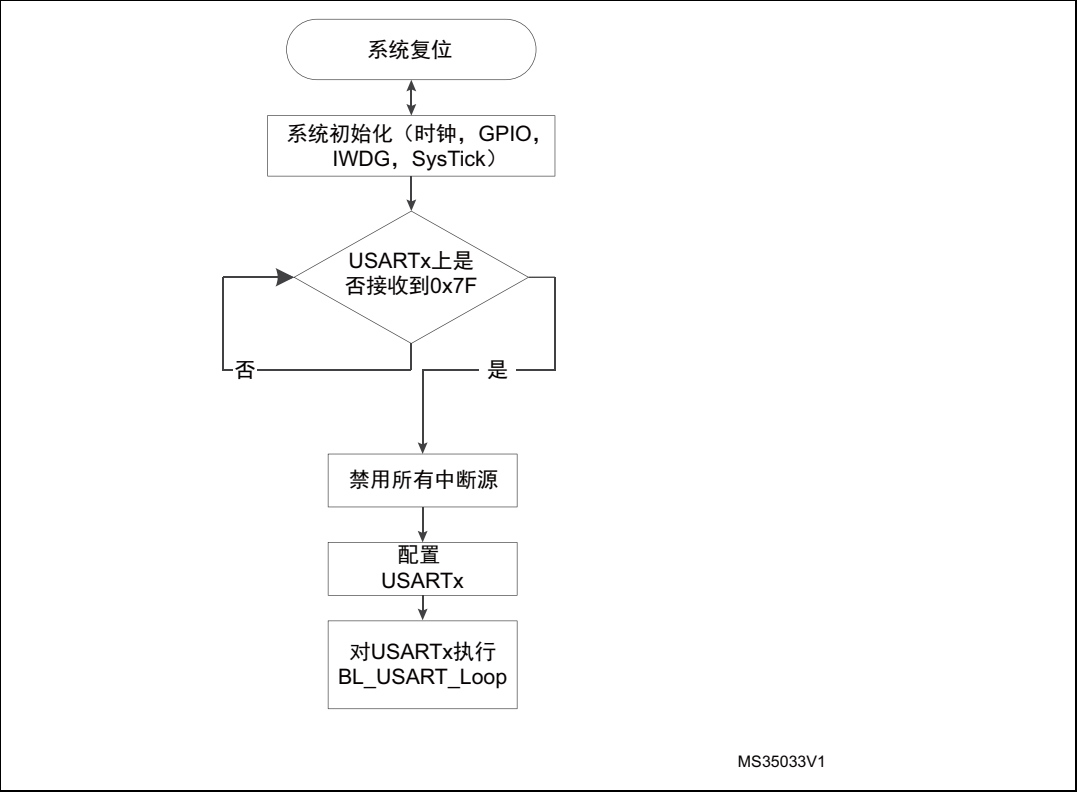 系统复位
系统初始化（时钟，GPIO，
IWDG，SysTick）
USARTx上是
否接收到0x7F
否
是
禁用所有中断源
配置
USARTx
对USARTx执行
BL_USART_Loop
MS35033V1